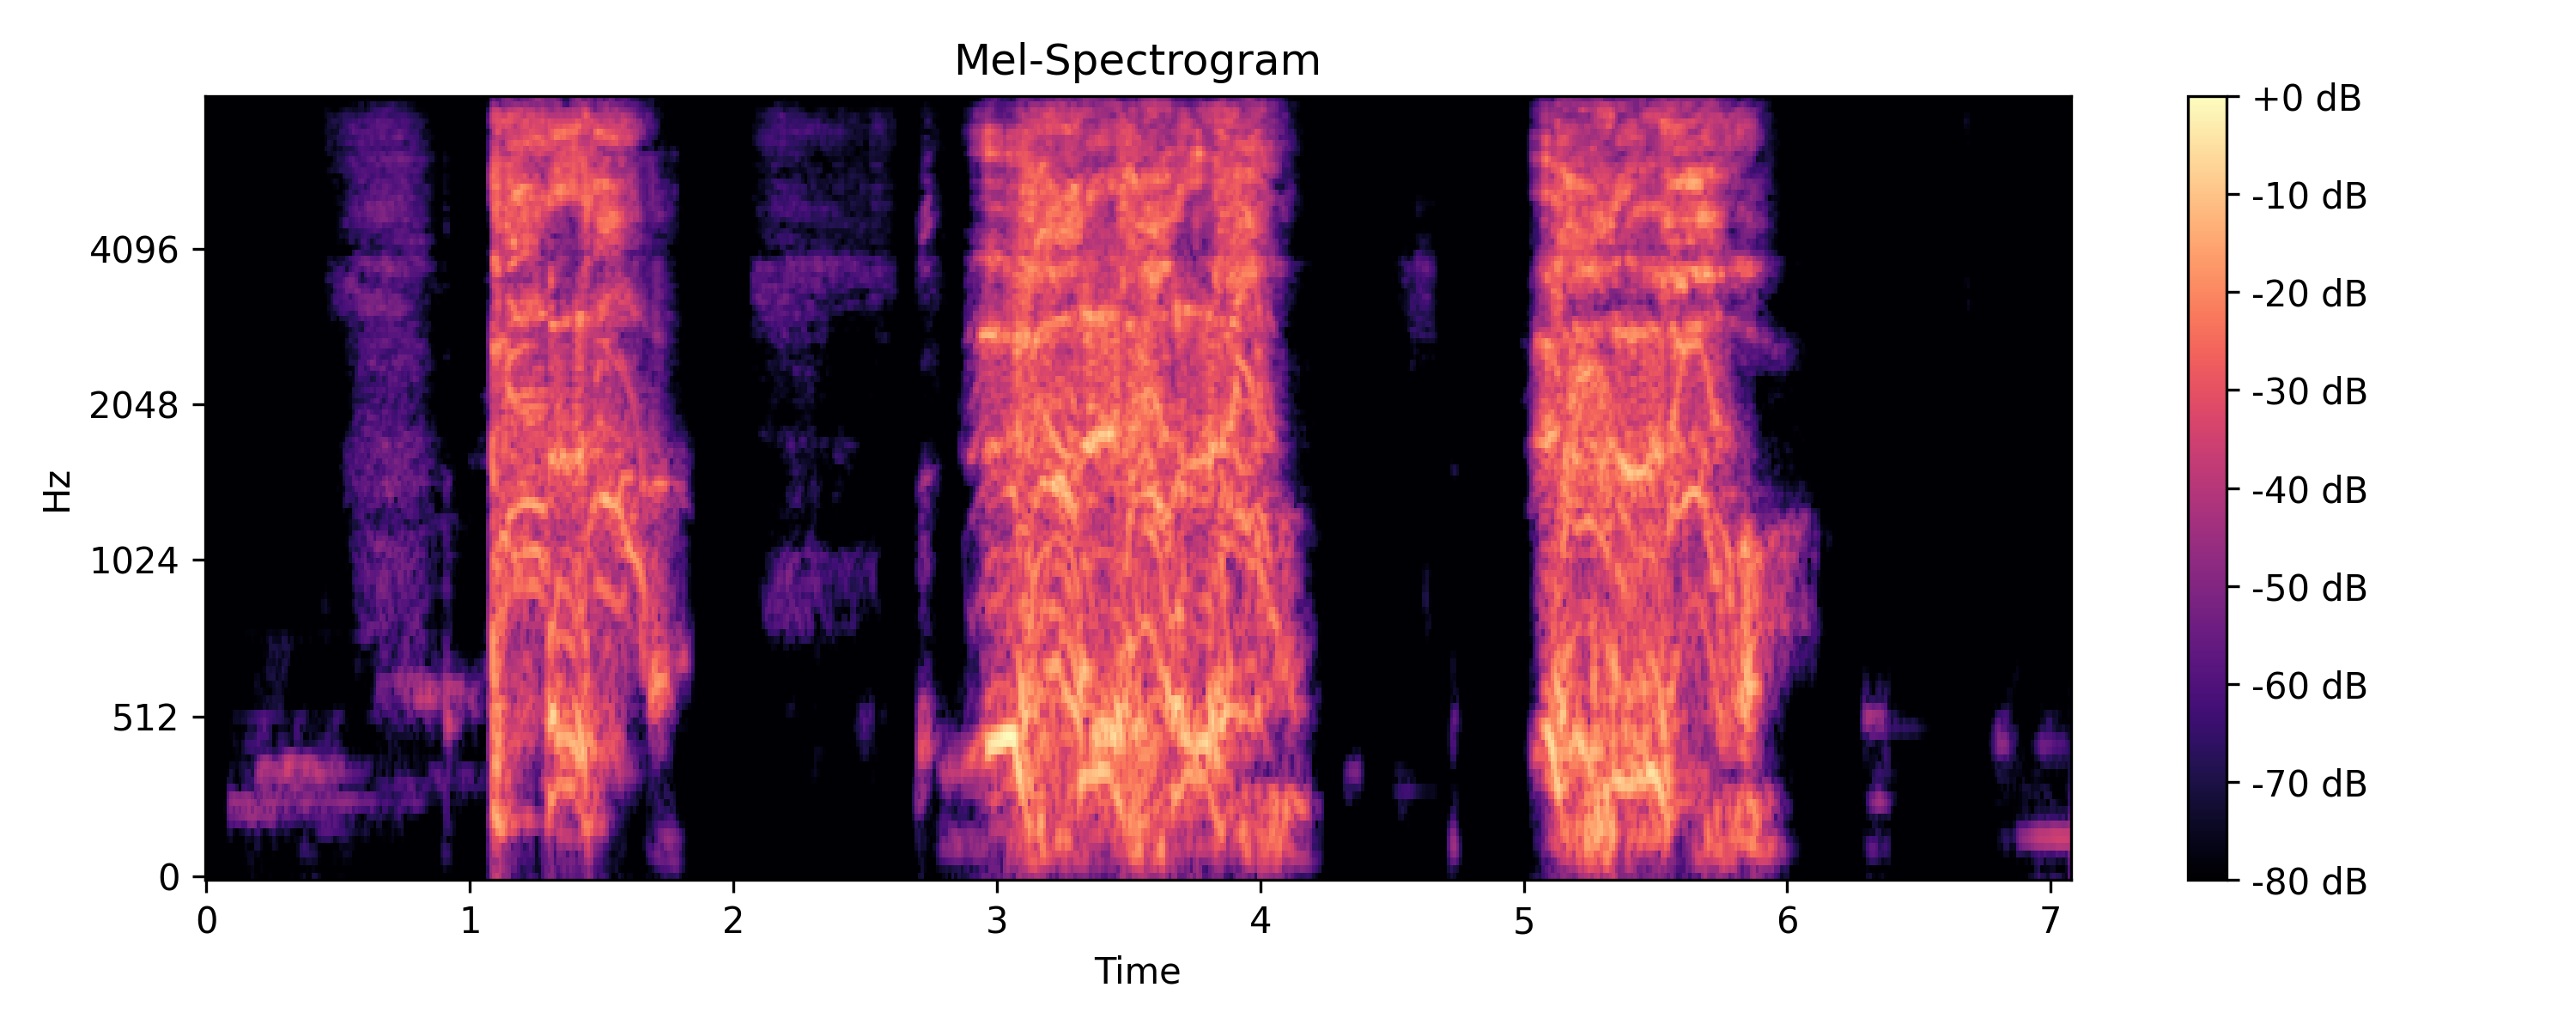 Mel-Spectrogram
+0 dB
-10 dB
-20 dB
-30 dB
-40 dB
-50 dB
-60 dB
-70 dB
-80 dB
4096
2048
1024
512
0
Hz
0 1 2 3 4 5 6 7
Time